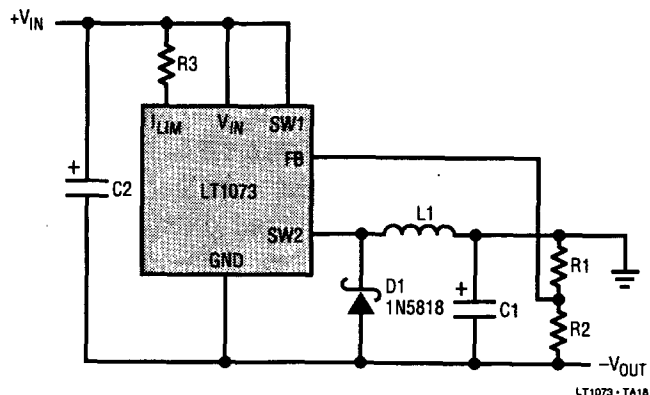 +VIN
R3
ILIM
VIN
SW1
FB
LT1073
+
C2
SW2
L1
GND
D1
1N5818
+
C1
R1
R2
−VOUT
LT1073 • TA18